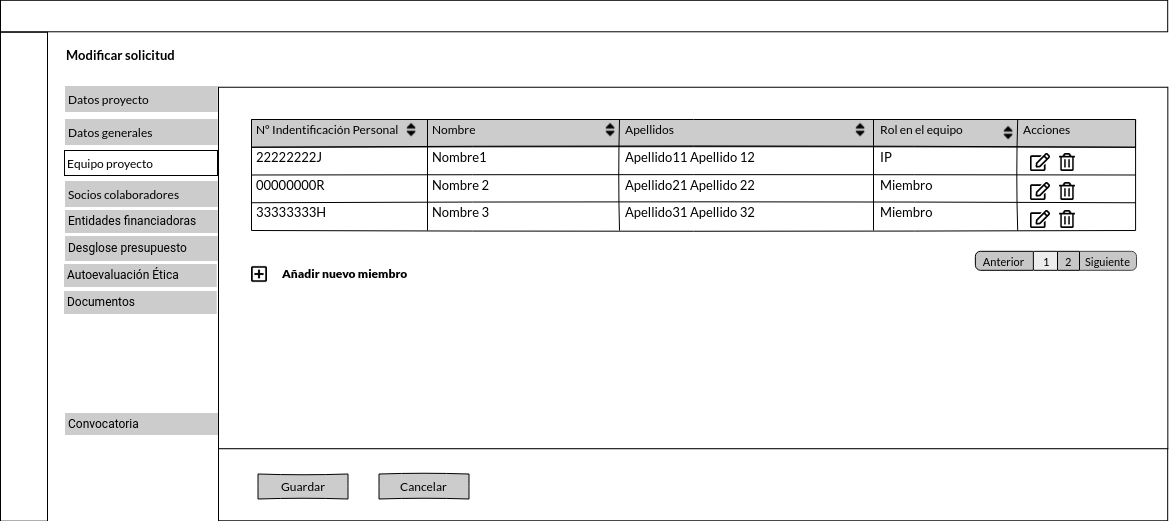 Modificar solicitud
Datos proyecto
Datos generales
Equipo proyecto
Socios colaboradores
Entidades financiadoras
Desglose presupuesto
Autoevaluación Ética
Documentos
Convocatoria
Nº Indentificación Personal Nombre Apellidos Rol en el equipo Acciones
22222222J Nombre1 Apellido11 Apellido 12 IP
00000000R Nombre 2 Apellido21 Apellido 22 Miembro
33333333H Nombre 3 Apellido31 Apellido 32 Miembro
Anterior 1 2 Siguiente
Añadir nuevo miembro
Guardar Cancelar